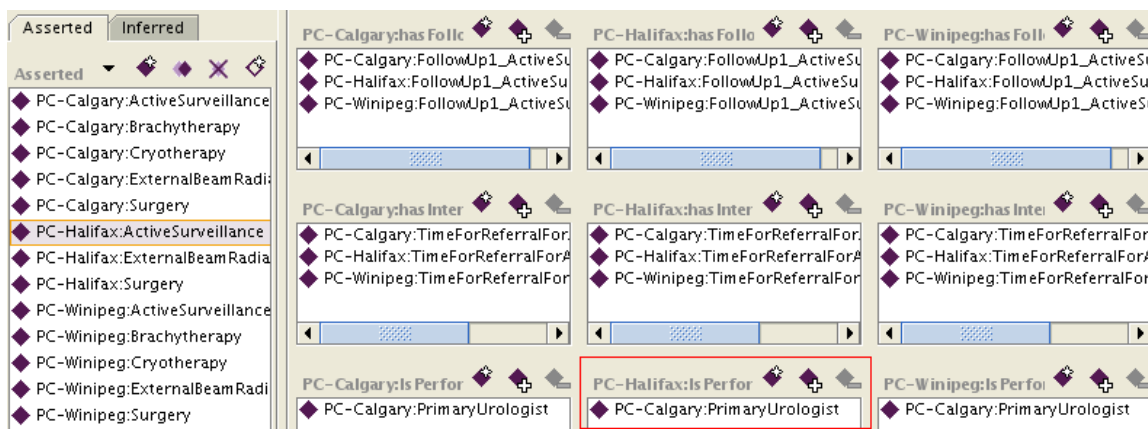 Asserted
Inferred
Asserted
PC-Calgary:ActiveSurveillance
PC-Calgary:Brachytherapy
PC-Calgary:Cryotherapy
PC-Calgary:ExternalBeamRadia
PC-Calgary:Surgery
PC-Halifax:ActiveSurveillance
PC-Halifax:ExternalBeamRadia
PC-Halifax:Surgery
PC-Winipeg:ActiveSurveillance
PC-Winipeg:Brachytherapy
PC-Winipeg:Cryotherapy
PC-Winipeg:ExternalBeamRadi
PC-Winipeg:Surgery
PC-Calgary:has Follc
PC-Calgary:FollowUp1_ActiveSu
PC-Halifax:FollowUp1_ActiveSu
PC-Winipeg:FollowUp1_ActiveSu
PC-Halifax:has Follo
PC-Calgary:FollowUp1_ActiveSu
PC-Halifax:FollowUp1_ActiveSu
PC-Winipeg:FollowUp1_ActiveSu
PC-Winipeg:has Foll
PC-Calgary:FollowUp1_ActiveSu
PC-Halifax:FollowUp1_ActiveSu
PC-Winipeg:FollowUp1_ActiveSu
PC-Calgary:has Inter
PC-Calgary:TimeForReferralFor
PC-Halifax:TimeForReferralForA
PC-Winipeg:TimeForReferralFor
PC-Halifax:has Inter
PC-Calgary:TimeForReferralFor
PC-Halifax:TimeForReferralForA
PC-Winipeg:TimeForReferralFor
PC-Winipeg:has Inte
PC-Calgary:TimeForReferralFor
PC-Halifax:TimeForReferralForA
PC-Winipeg:TimeForReferralFor
PC-Calgary:Is Perfor
PC-Calgary:PrimaryUrologist
PC-Halifax:Is Perfor
PC-Calgary:PrimaryUrologist
PC-Winipeg:Is Perfo
PC-Calgary:PrimaryUrologist